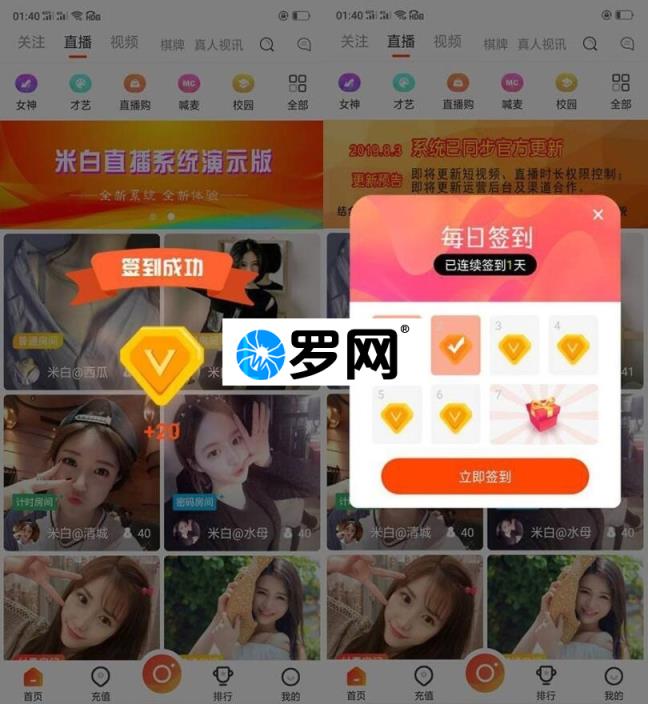 01:40
关注 直播 视频 棋牌 真人视讯
女神 才艺 直播购 MC 喊麦 校园 全部
米白直播系统演示版
全新系统 全新体验
签到成功
普通房间
米白@西瓜
+20
计时房间
密码房间
米白@清城 40
米白@水母 40
首页 充值 排行 我的
罗网®
01:40
关注 直播 视频 棋牌 真人视讯
女神 才艺 直播购 MC 喊麦 校园 全部
2019.8.3 系统已同步官方更新
更新预告 即将更新短视频、直播时长权限控制;
即将更新运营后台及渠道合作。
每日签到
已连续签到1天
2 3 4
41
5 6 7
立即签到
米白@清城 40
米白@水母 40
首页 充值 排行 我的